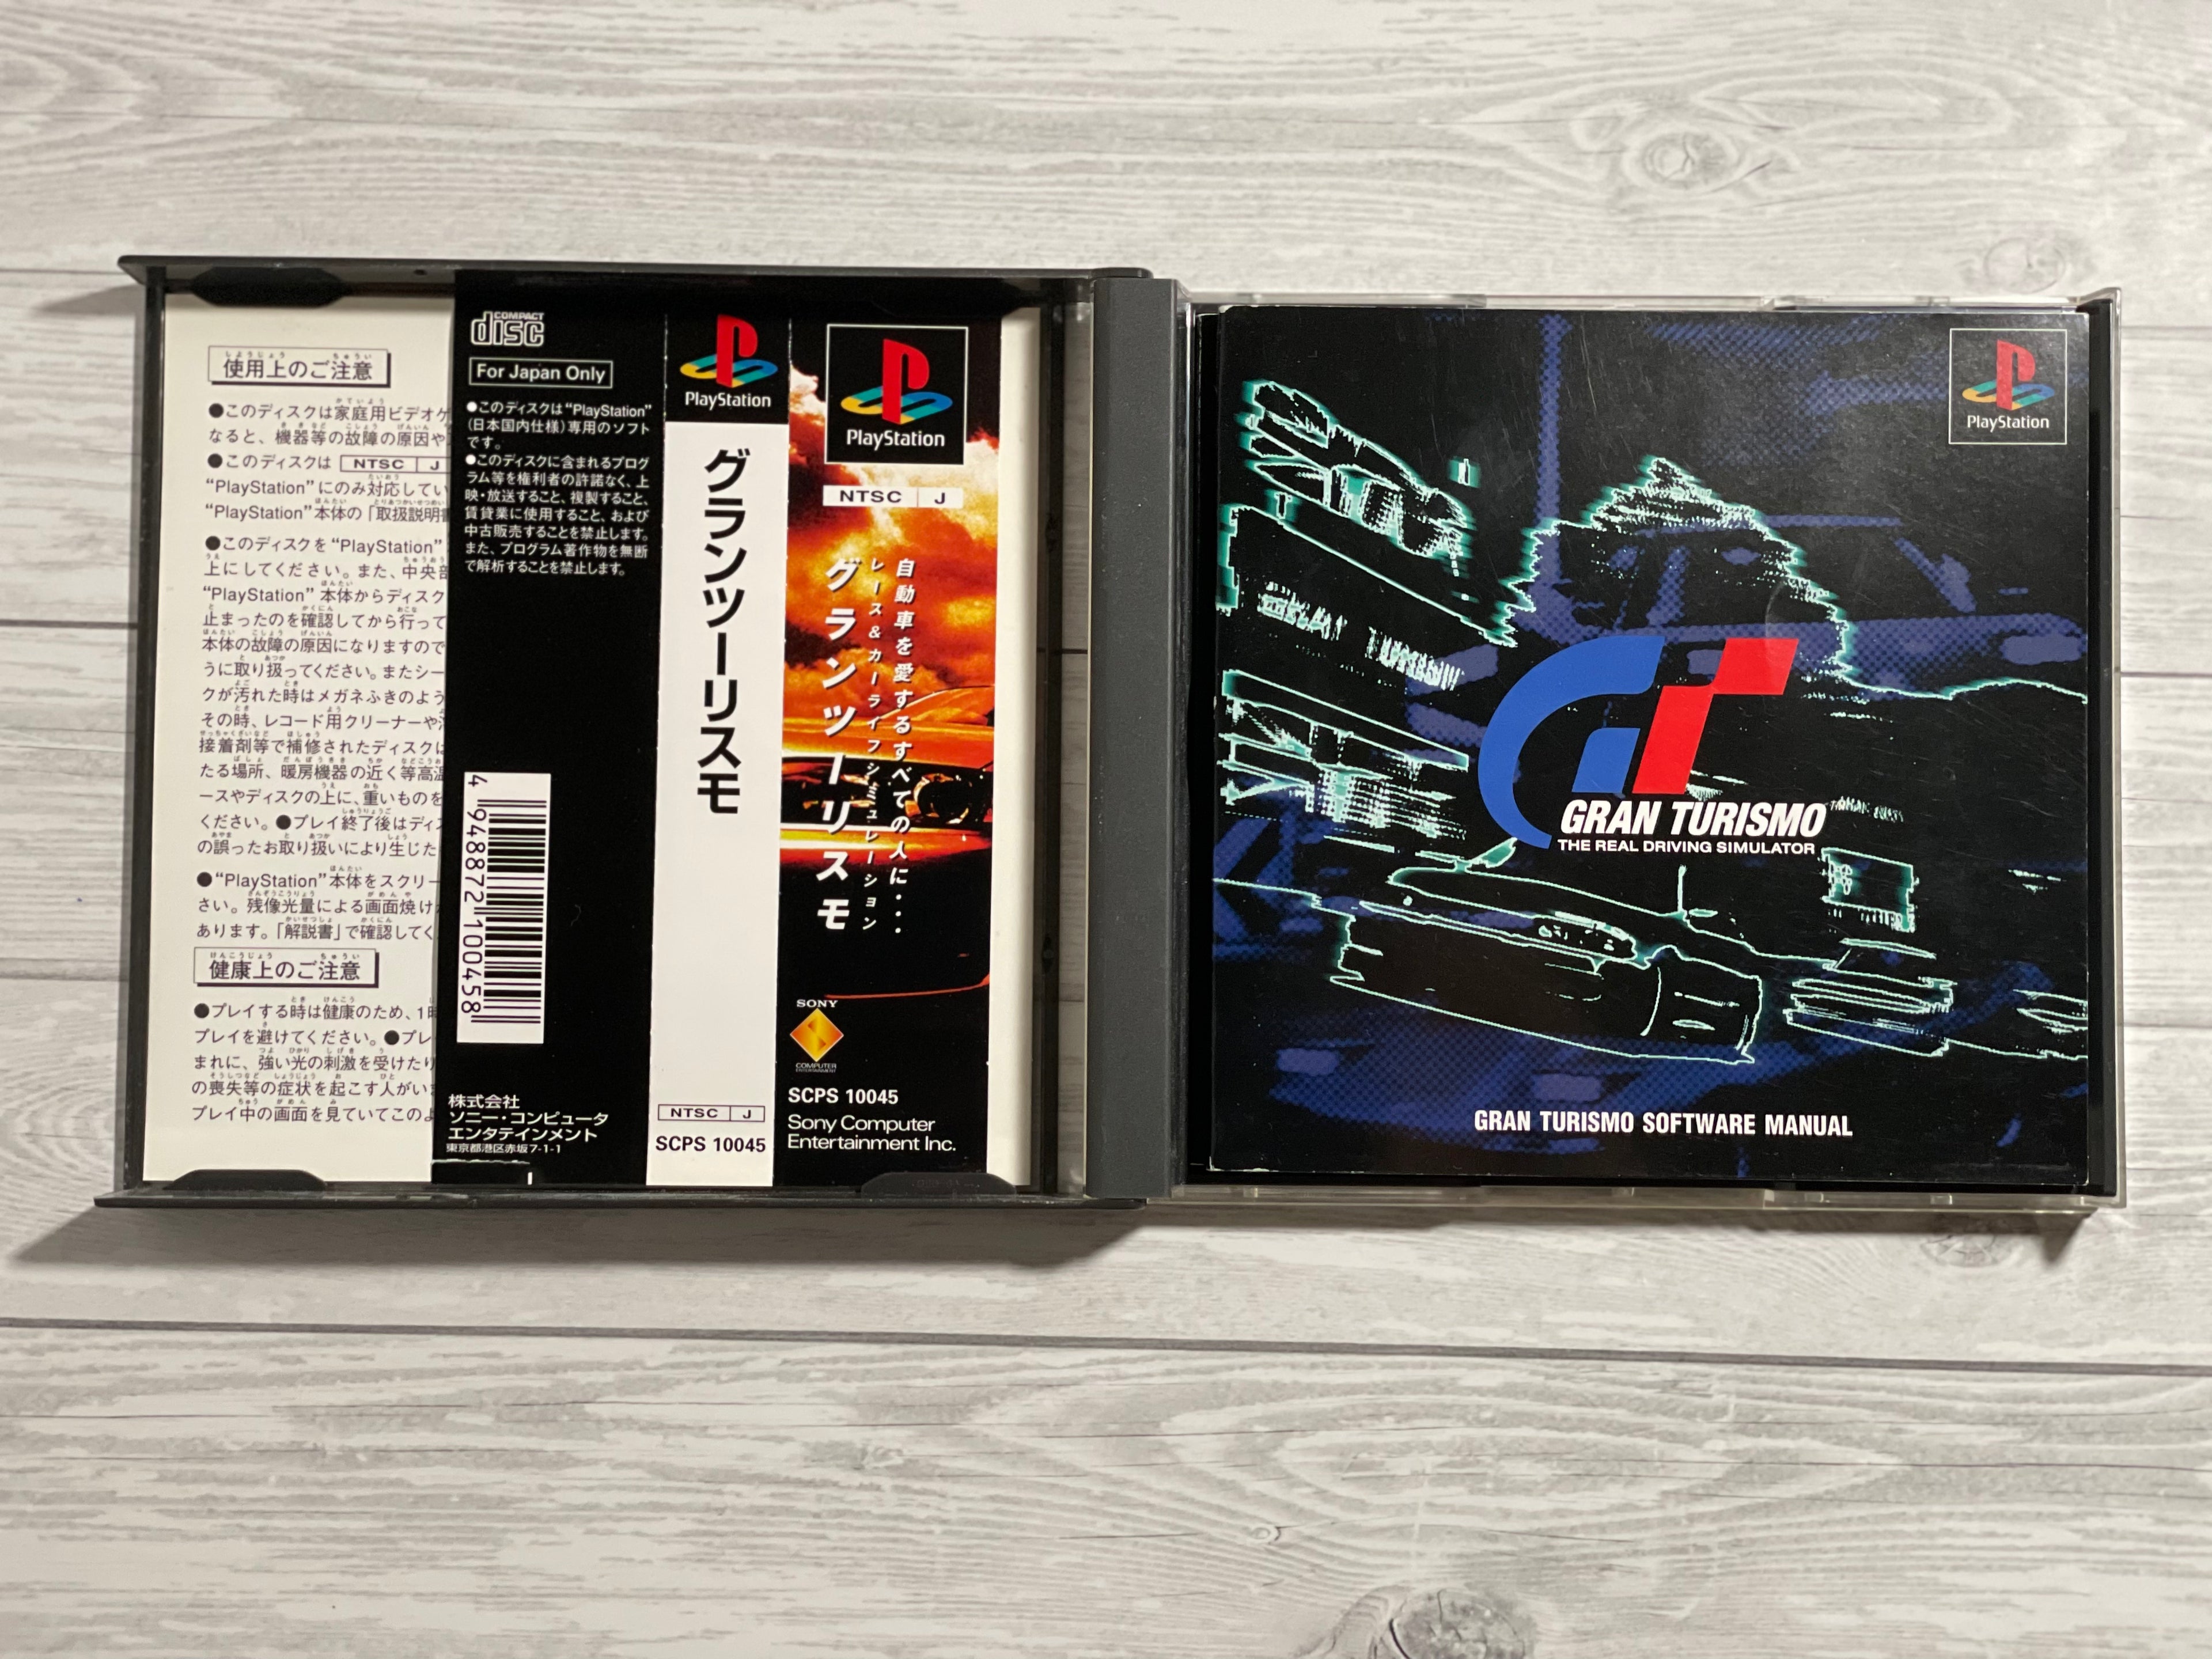 使用上のご注意
●このディスクは家庭用ビデオゲ
なると、機器等の故障の原因や
●このディスクは NTSC J
“PlayStation”にのみ対応してい
“PlayStation”本体の「取扱説明書
●このディスクを“PlayStation”
上にしてください。また、中央部
“PlayStation”本体からディスク
止まったのを確認してから行って
本体の故障の原因になりますので
うに取り扱ってください。またシー
クが汚れた時はメガネふきのよう
その時、レコード用クリーナーや
接着剤等で補修されたディスクは
たる場所、暖房機器の近く等高温
ースやディスクの上に、重いものを
ください。●プレイ終了後はディ
の誤ったお取り扱いにより生じた
●“PlayStation”本体をスクリー
さい。残像光量による画面焼け
あります。「解説書」で確認してく
健康上のご注意
●プレイする時は健康のため、1時
プレイを避けてください。●プレ
まれに、強い光の刺激を受けたり
の喪失等の症状を起こす人がい
プレイ中の画面を見ていてこのよ
COMPACT
disc
For Japan Only
●このディスクは“PlayStation”
(日本国内仕様)専用のソフト
です。
●このディスクに含まれるプログ
ラム等を権利者の許諾なく、上
映・放送すること、複製すること、
賃貸業に使用すること、および
中古販売することを禁止します。
また、プログラム著作物を無断
で解析することを禁止します。
4 948872 100458
株式会社
ソニー・コンピュータ
エンタテインメント
東京都港区赤坂7-1-1
PlayStation
グランツーリスモ
NTSC J
SCPS 10045
PlayStation
NTSC J
自動車を愛するすべての人に....
レース&カーライフシミュレーション
グランツーリスモ
SONY
COMPUTER
ENTERTAINMENT
SCPS 10045
Sony Computer
Entertainment Inc.
PlayStation
GT
GRAN TURISMO
THE REAL DRIVING SIMULATOR
GRAN TURISMO SOFTWARE MANUAL